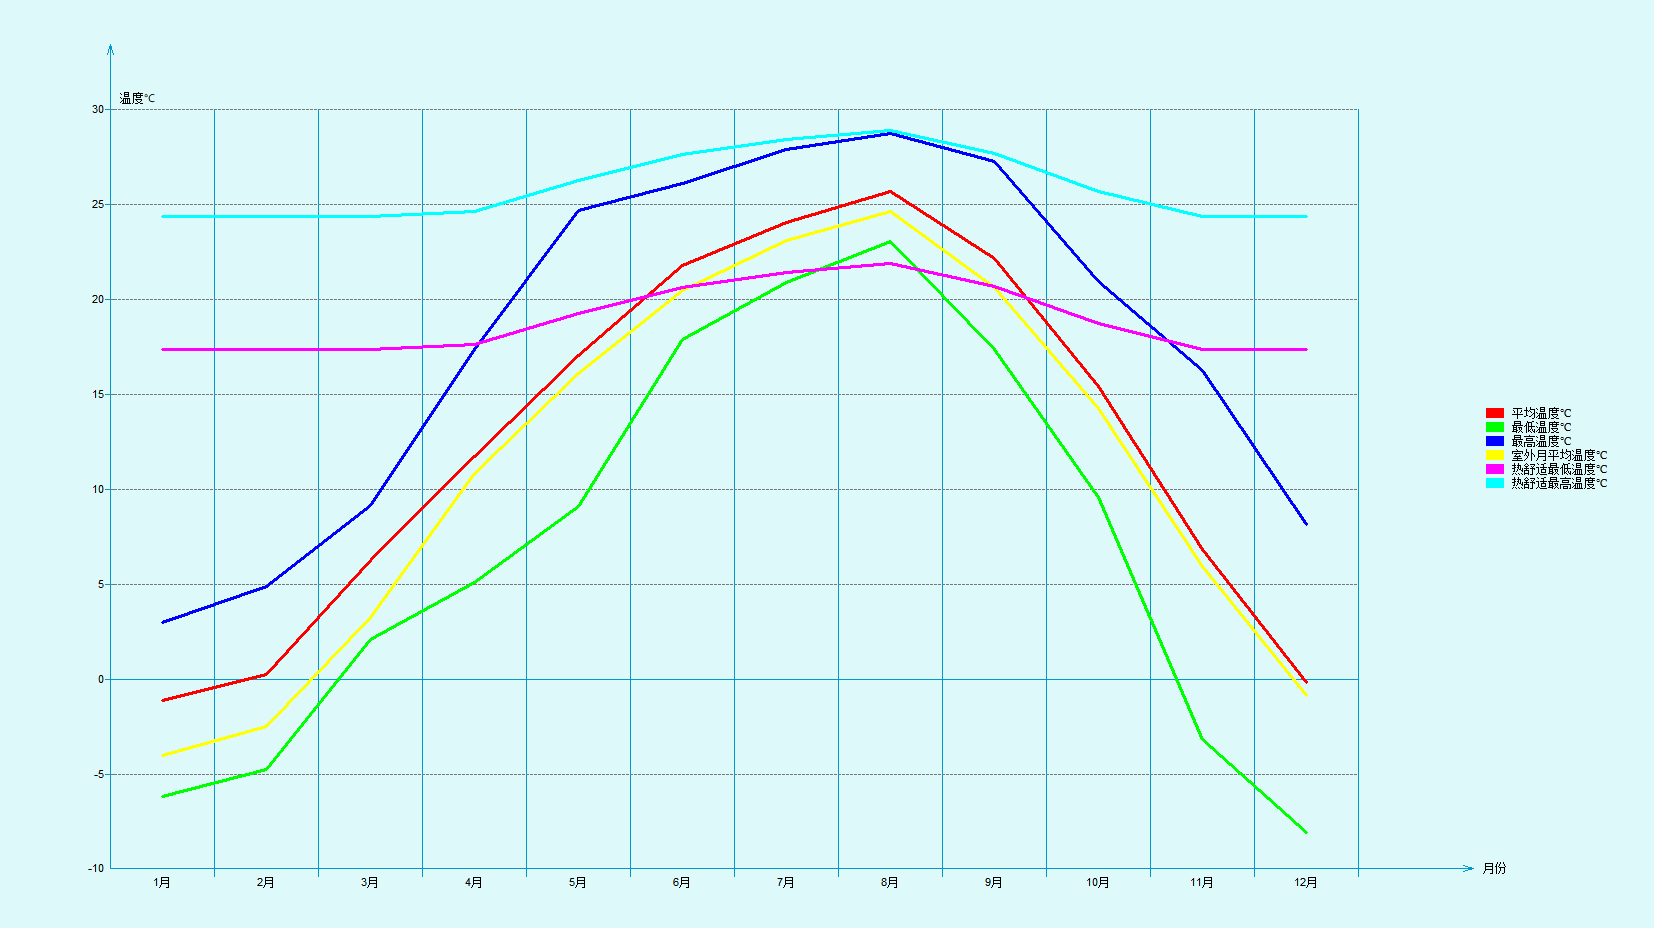 温度℃
30
25
20
15
10
5
0
-5
-10
1月 2月 3月 4月 5月 6月 7月 8月 9月 10月 11月 12月
月份
平均温度℃
最低温度℃
最高温度℃
室外月平均温度℃
热舒适最低温度℃
热舒适最高温度℃